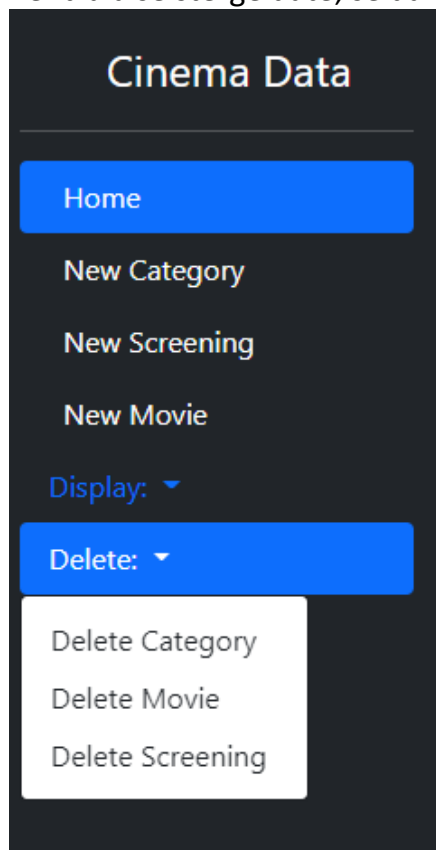 Cinema Data
Home
New Category
New Screening
New Movie
Display:
Delete:
Delete Category
Delete Movie
Delete Screening